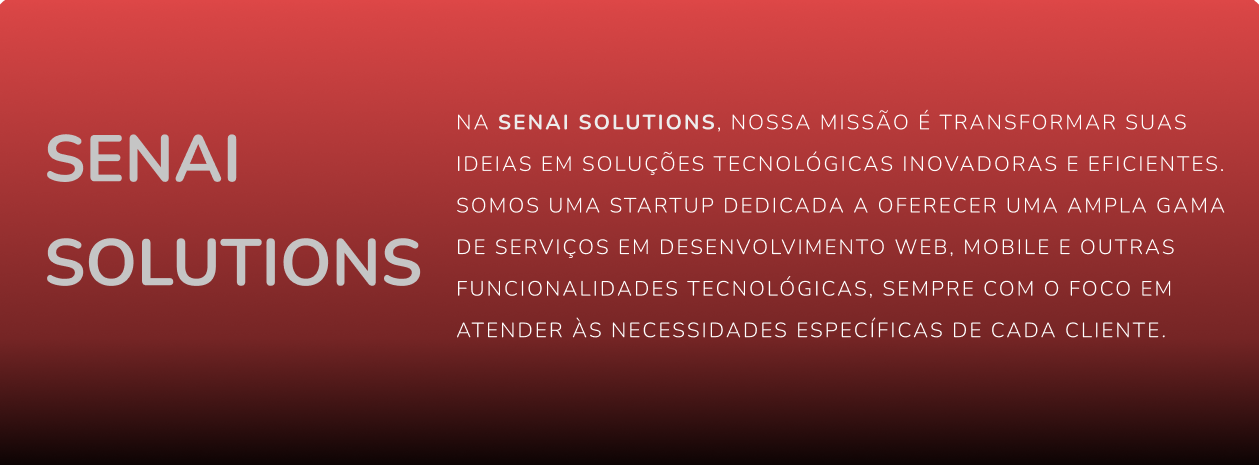 SENAI
SOLUTIONS
NA SENAI SOLUTIONS, NOSSA MISSÃO É TRANSFORMAR SUAS
IDEIAS EM SOLUÇÕES TECNOLÓGICAS INOVADORAS E EFICIENTES.
SOMOS UMA STARTUP DEDICADA A OFERECER UMA AMPLA GAMA
DE SERVIÇOS EM DESENVOLVIMENTO WEB, MOBILE E OUTRAS
FUNCIONALIDADES TECNOLÓGICAS, SEMPRE COM O FOCO EM
ATENDER ÀS NECESSIDADES ESPECÍFICAS DE CADA CLIENTE.